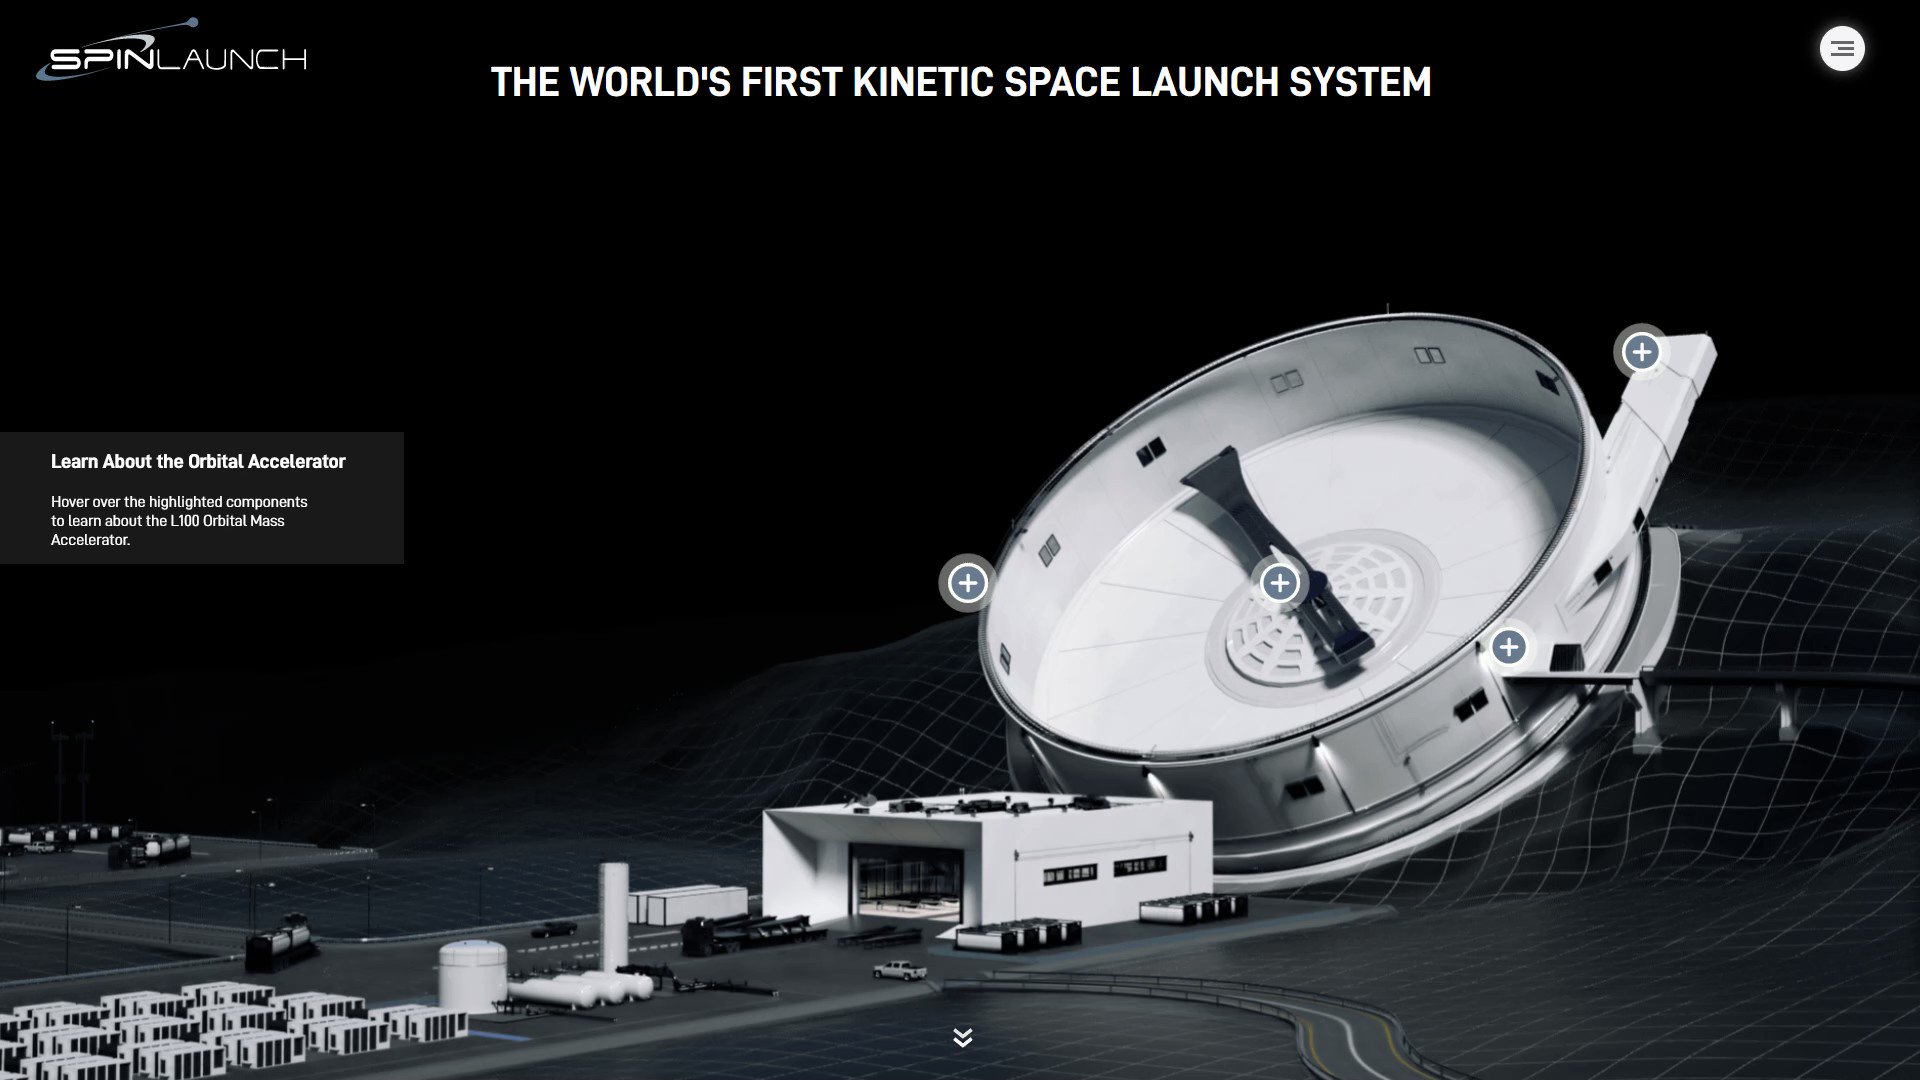 SPINLAUNCH
THE WORLD'S FIRST KINETIC SPACE LAUNCH SYSTEM
Learn About the Orbital Accelerator
Hover over the highlighted components
to learn about the L100 Orbital Mass
Accelerator.